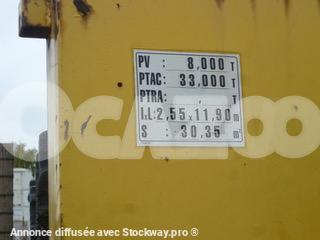 PV : 8,000 T
PTAC: 33,000 T
PTRA: , T
I.L: 2,55 x 11,90 m
S : 30,35 m²
OCAZOO
Annonce diffusée avec Stockway.pro ®